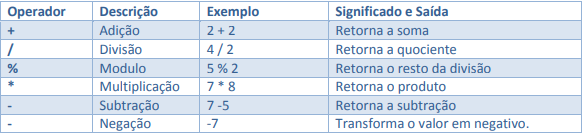 Operador Descrição Exemplo Significado e Saída
+ Adição 2 + 2 Retorna a soma
/ Divisão 4 / 2 Retorna a quociente
% Modulo 5 % 2 Retorna o resto da divisão
* Multiplicação 7 * 8 Retorna o produto
- Subtração 7 -5 Retorna a subtração
- Negação -7 Transforma o valor em negativo.